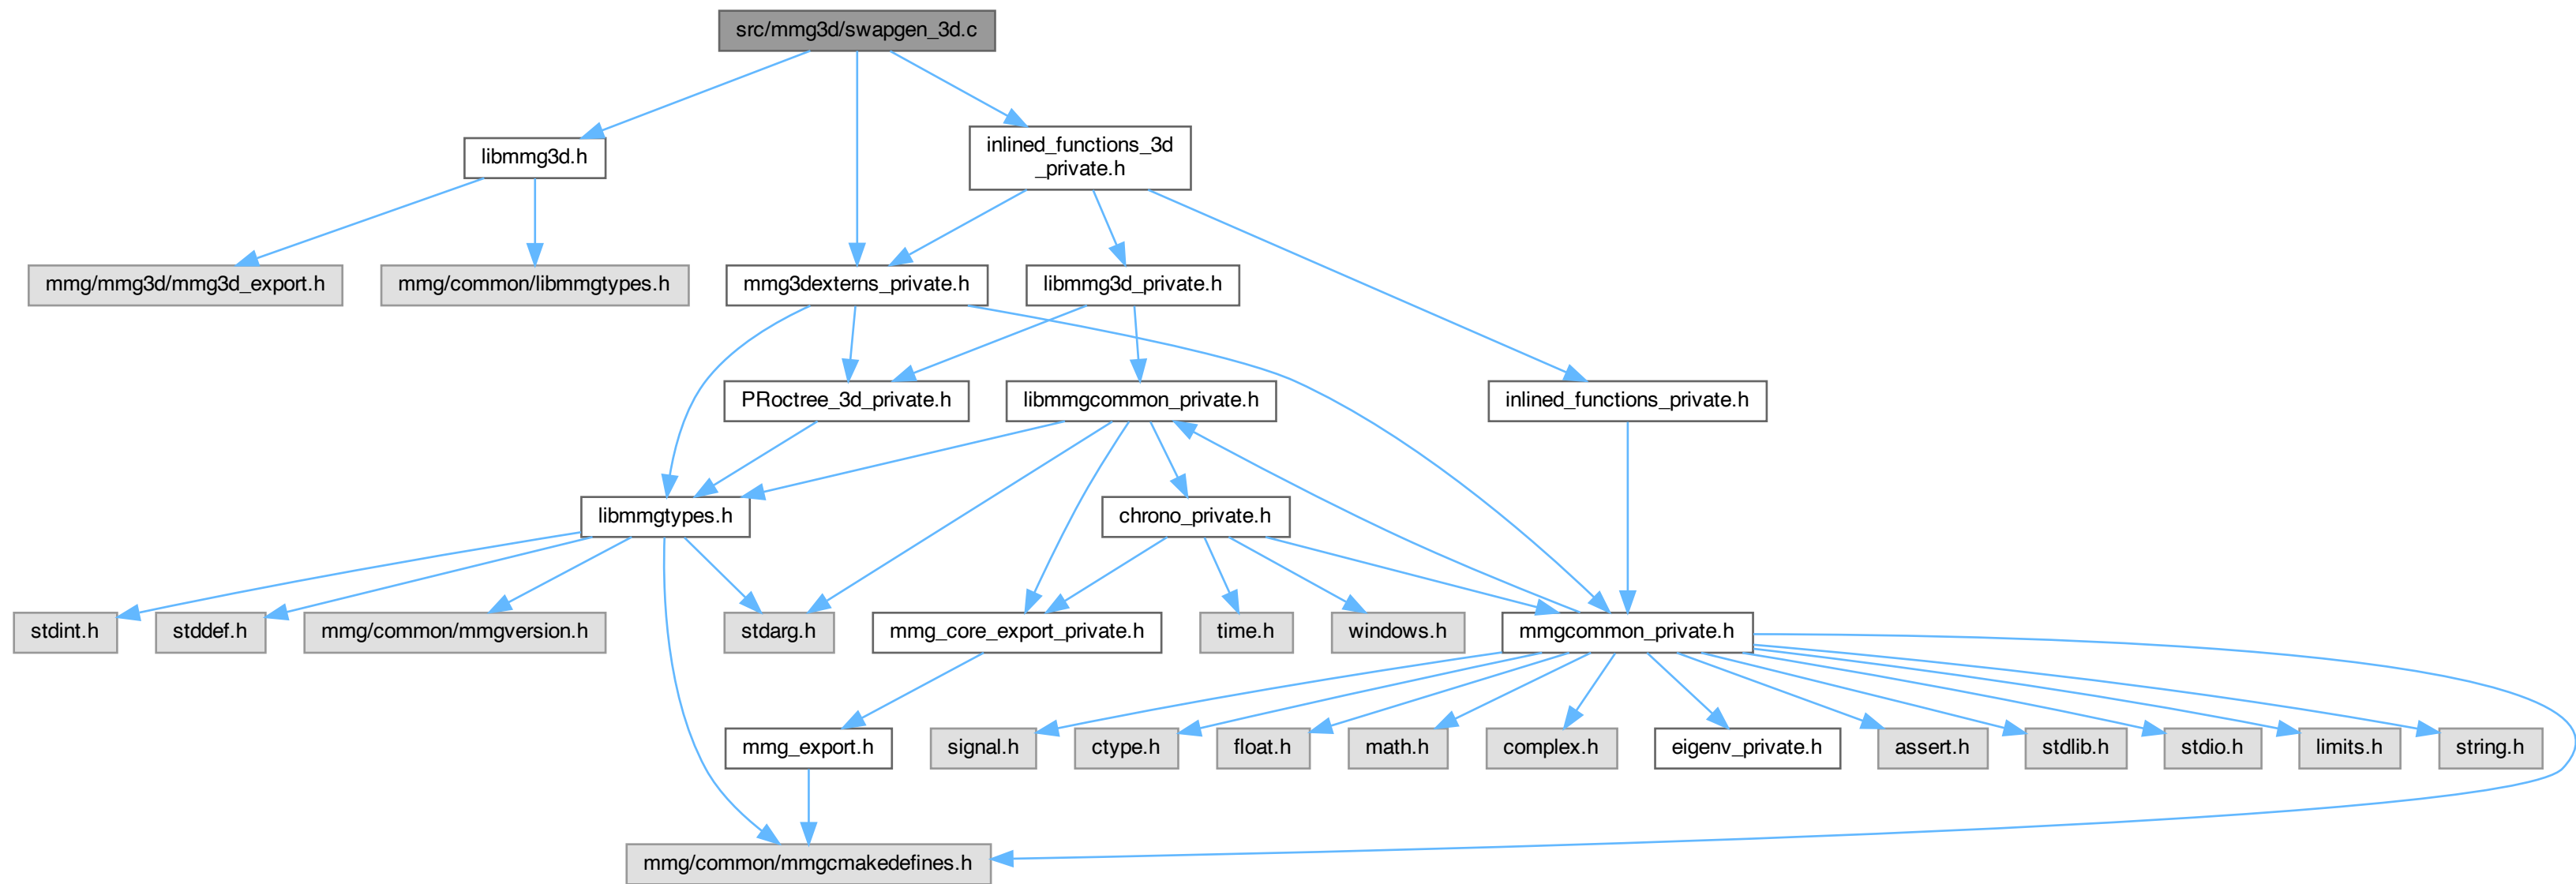 src/mmg3d/swapgen_3d.c
libmmg3d.h
inlined_functions_3d
_private.h
mmg/mmg3d/mmg3d_export.h
mmg/common/libmmgtypes.h
mmg3dexterns_private.h
libmmg3d_private.h
PRoctree_3d_private.h
libmmgcommon_private.h
inlined_functions_private.h
libmmgtypes.h
chrono_private.h
stdint.h
stddef.h
mmg/common/mmgversion.h
stdarg.h
mmg_core_export_private.h
time.h
windows.h
mmgcommon_private.h
mmg_export.h
signal.h
ctype.h
float.h
math.h
complex.h
eigenv_private.h
assert.h
stdlib.h
stdio.h
limits.h
string.h
mmg/common/mmgcmakedefines.h